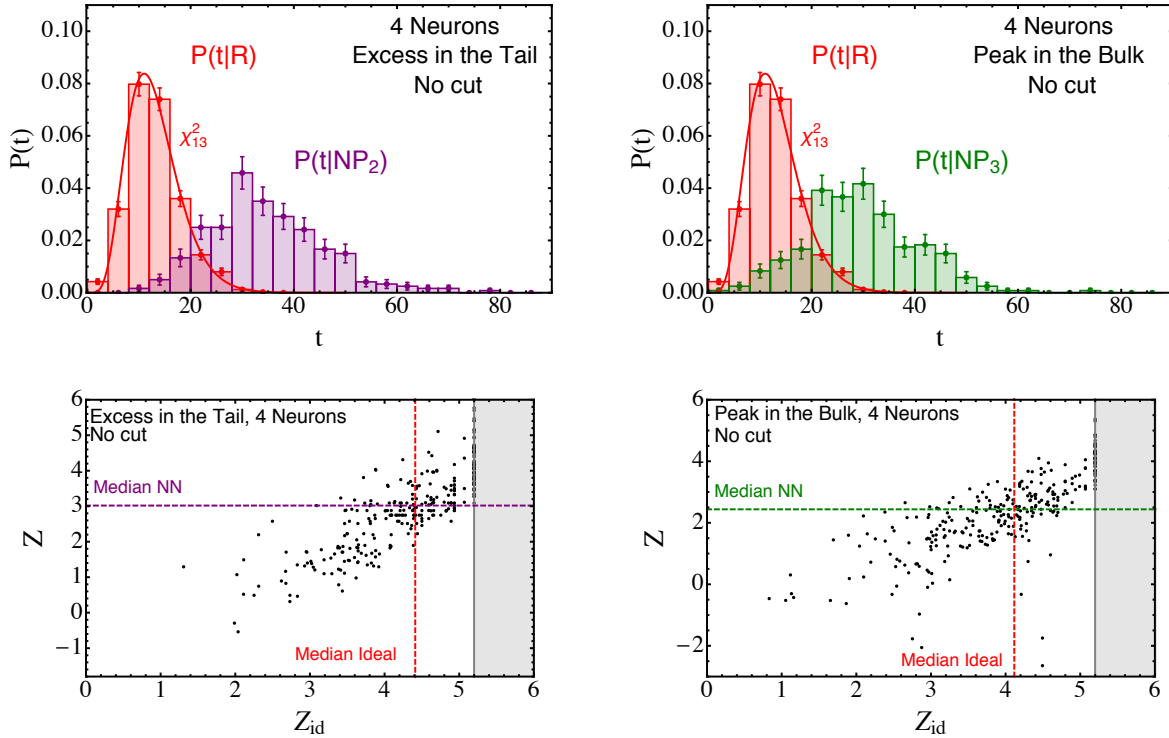 4 Neurons
Excess in the Tail
No cut
P(t|R)
χ²₁₃
P(t|NP₂)
P(t)
0.10
0.08
0.06
0.04
0.02
0.00
0 20 40 60 80
t
4 Neurons
Peak in the Bulk
No cut
P(t|R)
χ²₁₃
P(t|NP₃)
P(t)
0.10
0.08
0.06
0.04
0.02
0.00
0 20 40 60 80
t
Excess in the Tail, 4 Neurons
No cut
Median NN
Median Ideal
Z
6
5
4
3
2
1
0
−1
0 1 2 3 4 5 6
Z_id
Peak in the Bulk, 4 Neurons
No cut
Median NN
Median Ideal
Z
6
4
2
0
−2
0 1 2 3 4 5 6
Z_id